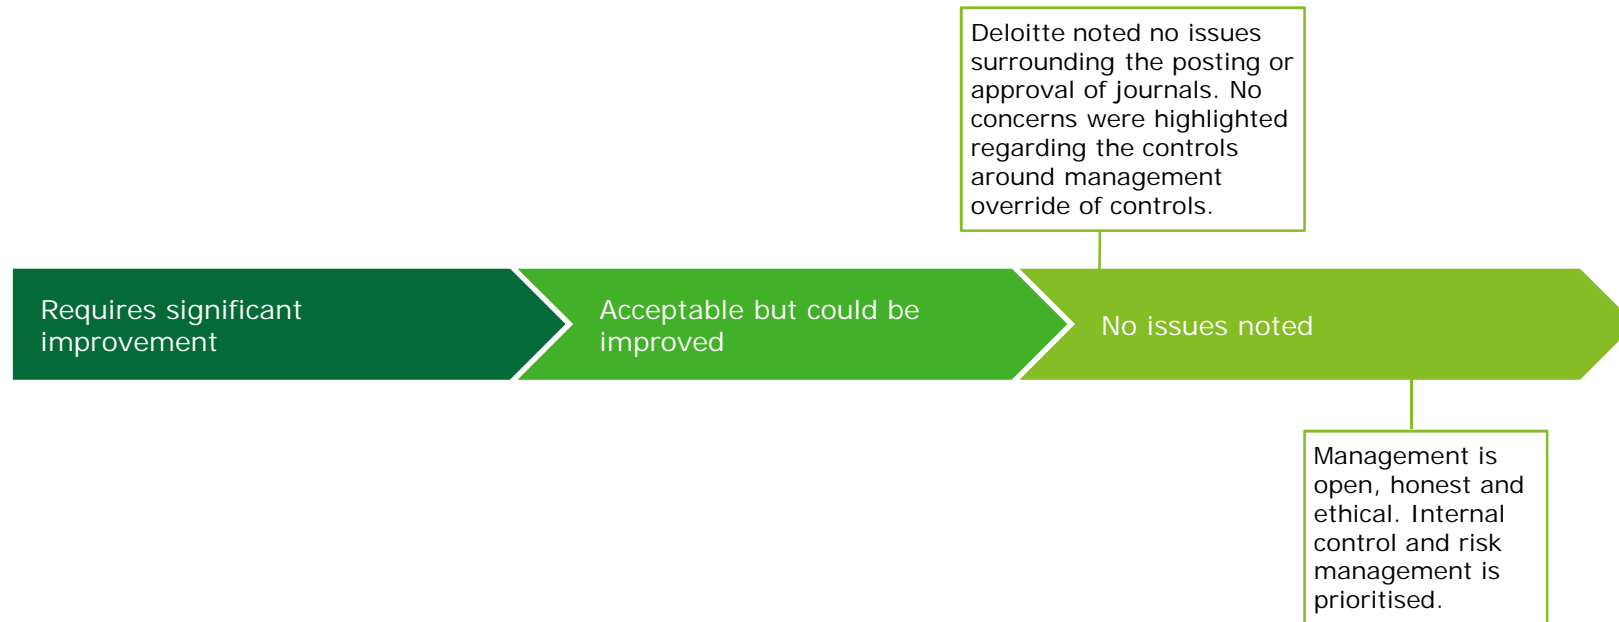 Deloitte noted no issues
surrounding the posting or
approval of journals. No
concerns were highlighted
regarding the controls
around management
override of controls.
Requires significant
improvement
Acceptable but could be
improved
No issues noted
Management is
open, honest and
ethical. Internal
control and risk
management is
prioritised.